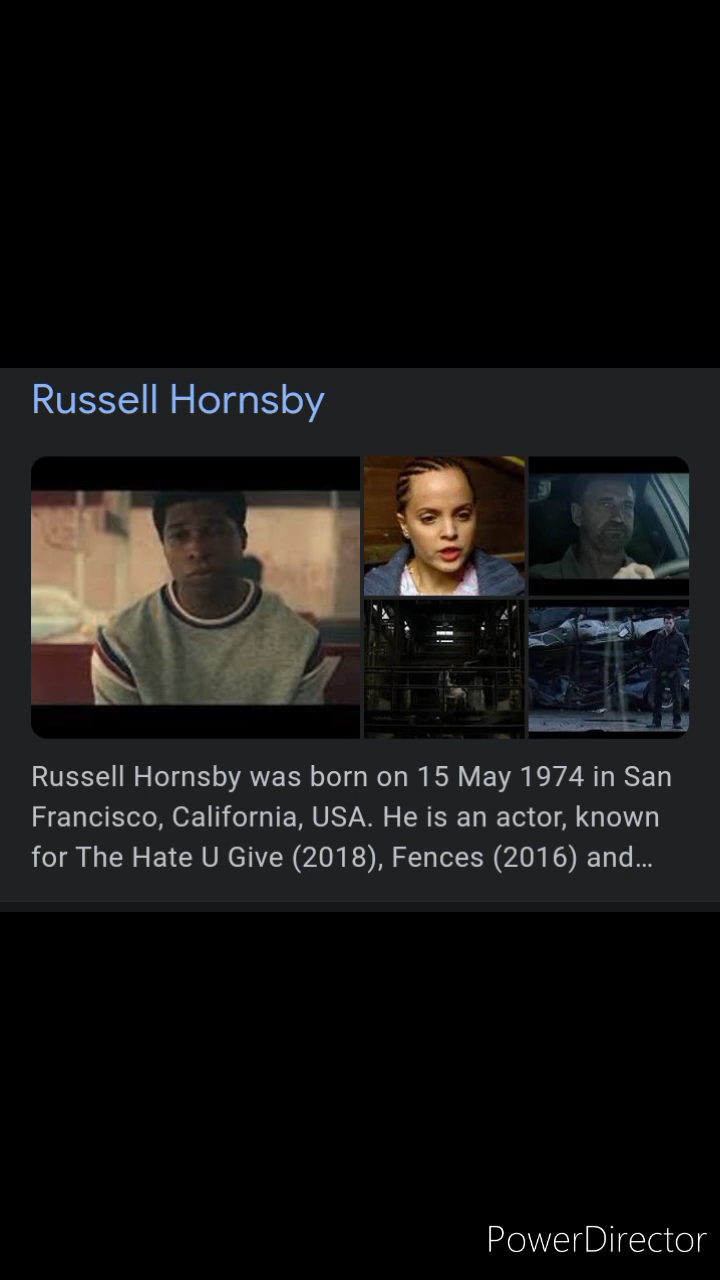 Russell Hornsby
Russell Hornsby was born on 15 May 1974 in San
Francisco, California, USA. He is an actor, known
for The Hate U Give (2018), Fences (2016) and…
PowerDirector